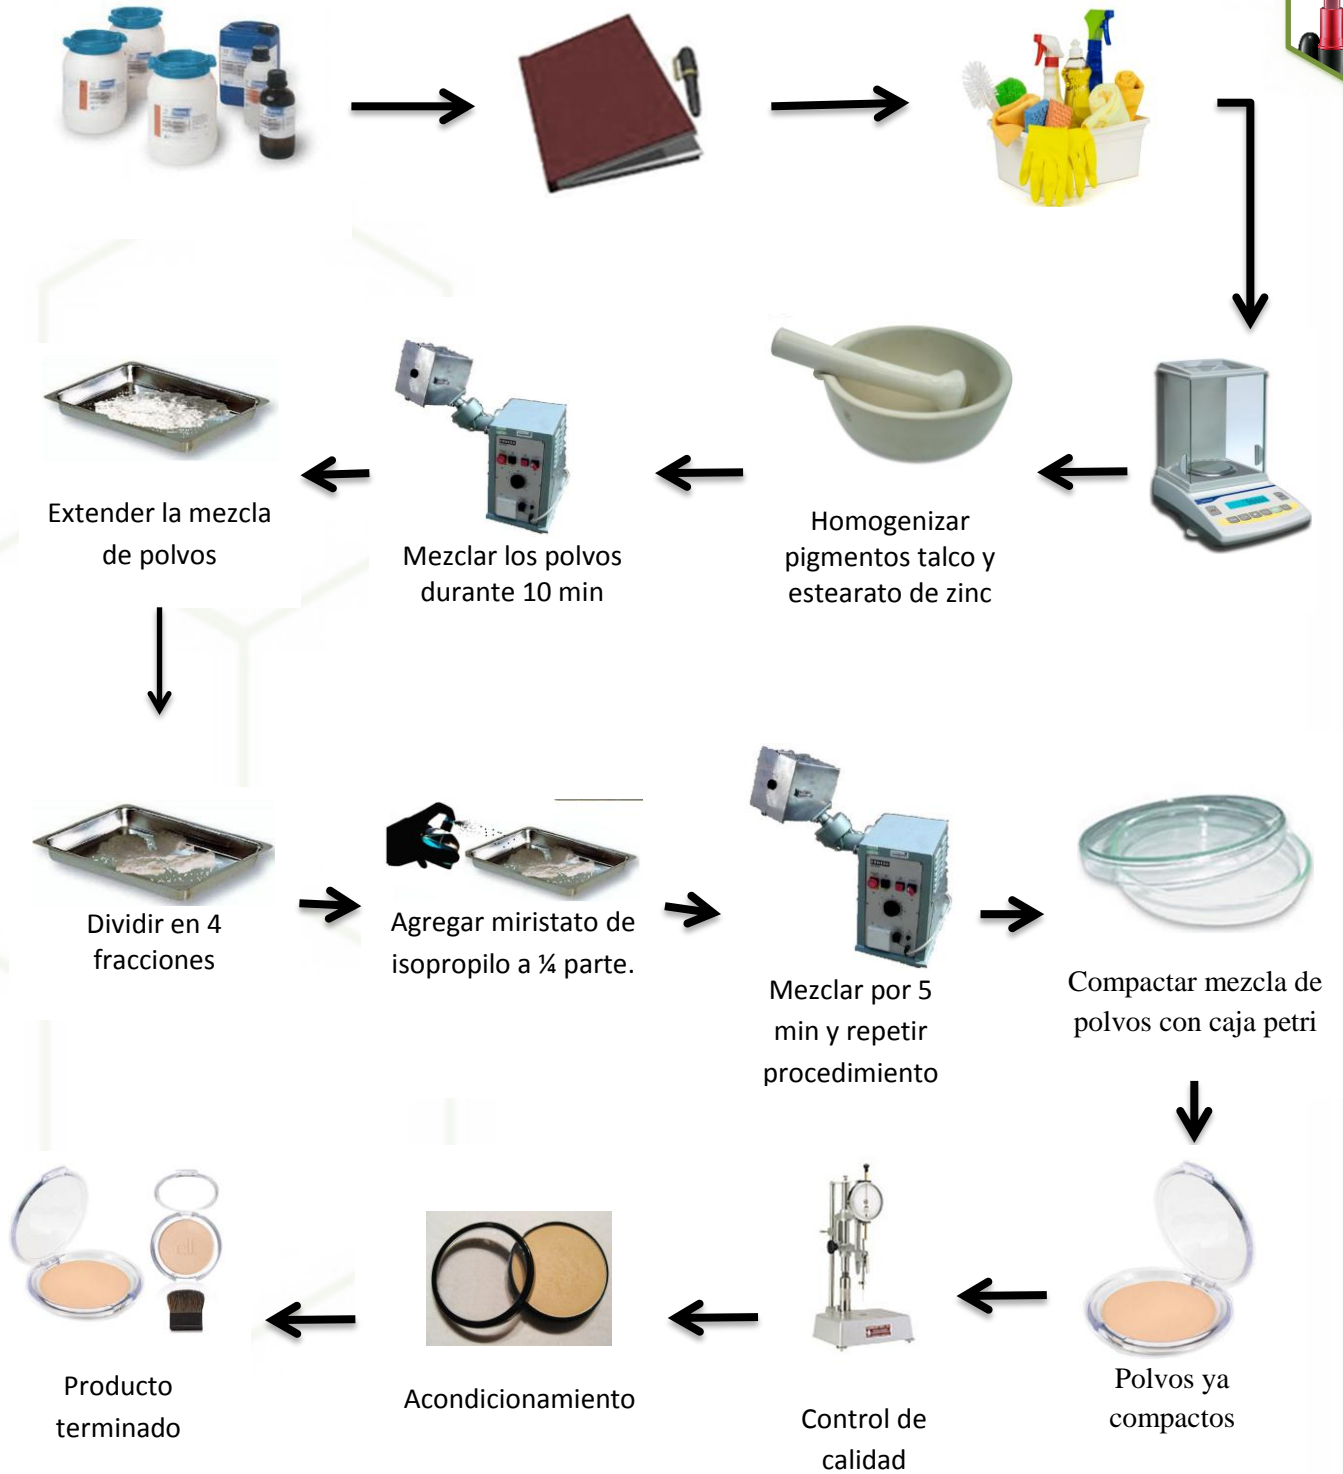 Homogenizar
pigmentos talco y
estearato de zinc
Mezclar los polvos
durante 10 min
Extender la mezcla
de polvos
Dividir en 4
fracciones
Agregar miristato de
isopropilo a ¼ parte.
Mezclar por 5
min y repetir
procedimiento
Compactar mezcla de
polvos con caja petri
Polvos ya
compactos
Control de
calidad
Acondicionamiento
Producto
terminado